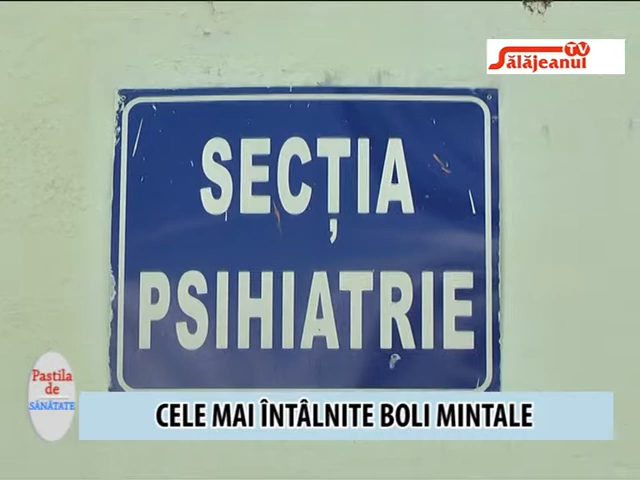 Sălăjeanul TV
SECȚIA
PSIHIATRIE
Pastila
de
SĂNĂTATE
CELE MAI ÎNTÂLNITE BOLI MINTALE